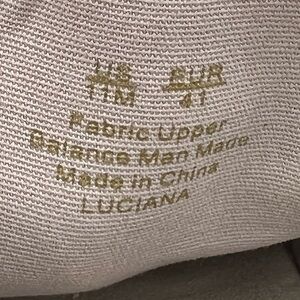 US EUR
11M 41
Fabric Upper
Balance Man Made
Made in China
LUCIANA